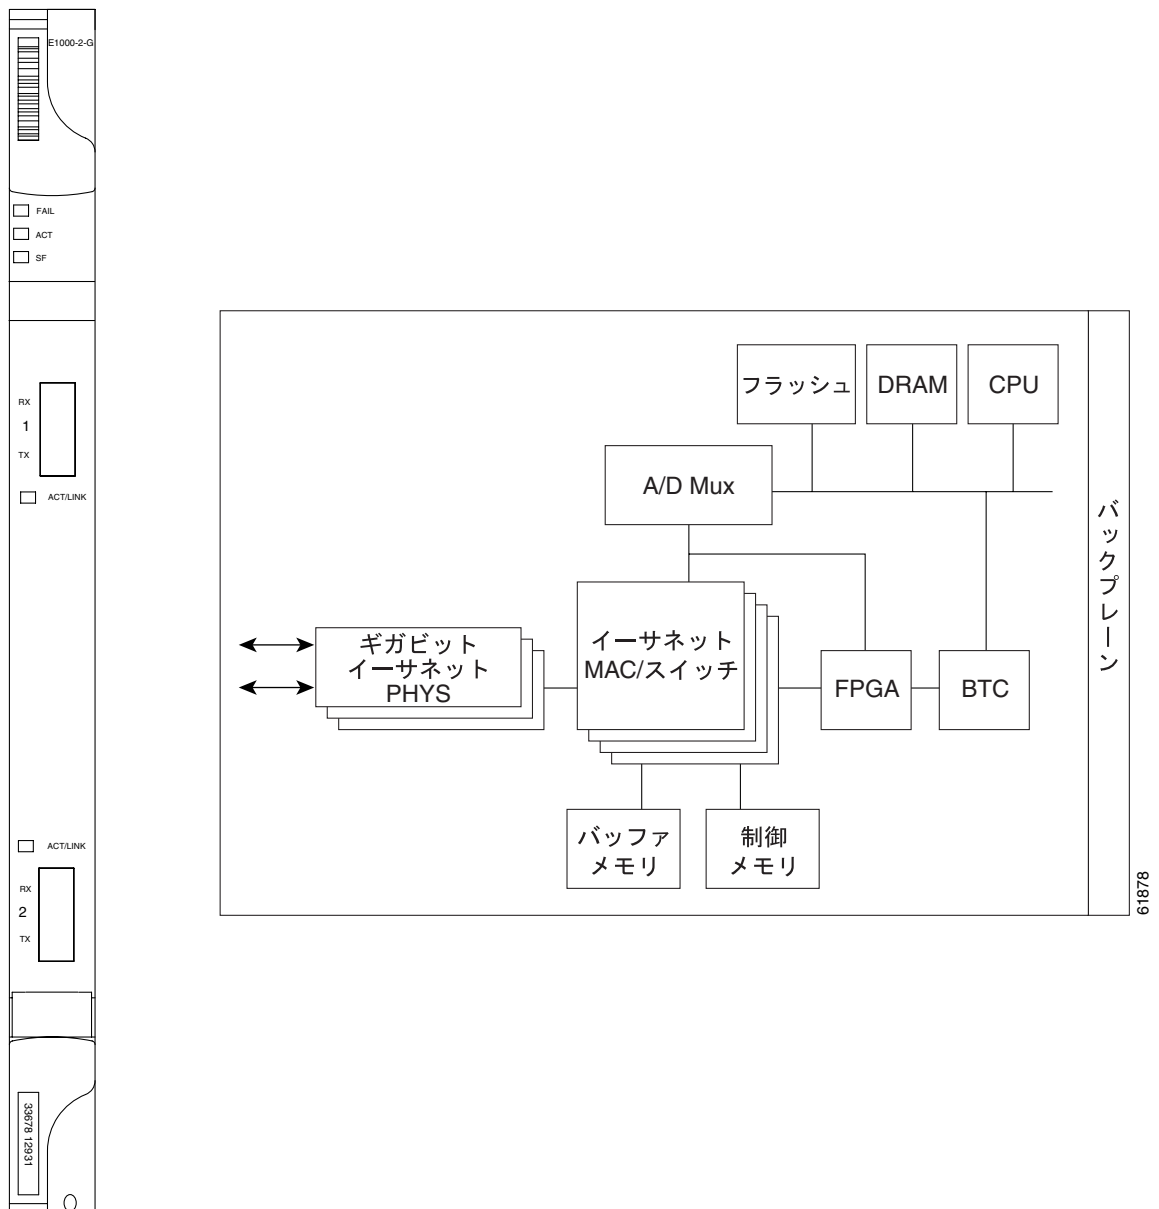 E1000-2-G
FAIL
ACT
SF
RX
1
TX
ACT/LINK
ACT/LINK
RX
2
TX
33678 12931
フラッシュ
DRAM
CPU
A/D Mux
ギガビット
イーサネット
PHYS
イーサネット
MAC/スイッチ
FPGA
BTC
バッファ
メモリ
制御
メモリ
バックプレーン
61878